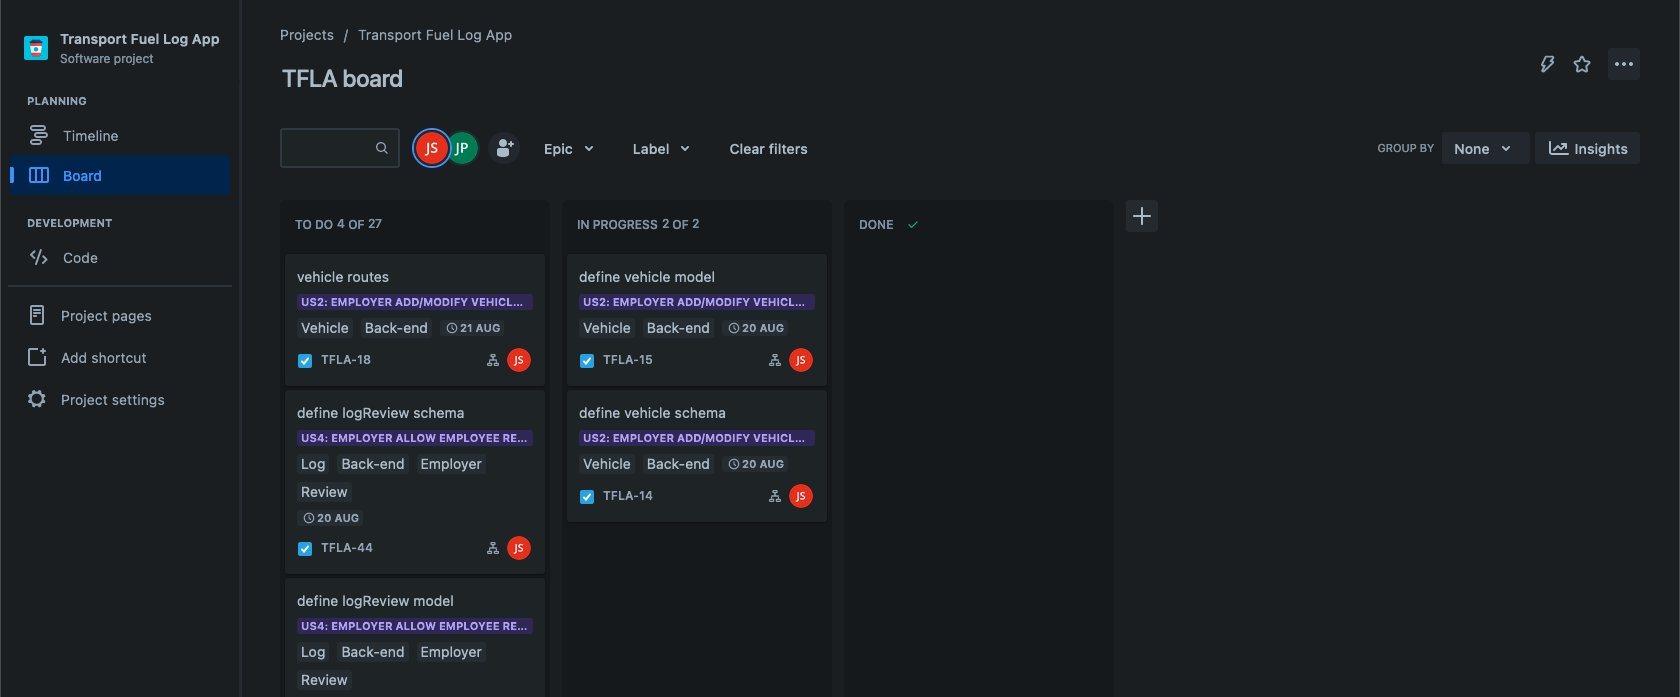 Transport Fuel Log App
Software project
PLANNING
Timeline
Board
DEVELOPMENT
Code
Project pages
Add shortcut
Project settings
Projects / Transport Fuel Log App
TFLA board
JS JP Epic Label Clear filters
GROUP BY None Insights
TO DO 4 OF 27
vehicle routes
US2: EMPLOYER ADD/MODIFY VEHICL...
Vehicle Back-end 21 AUG
TFLA-18 JS
define logReview schema
US4: EMPLOYER ALLOW EMPLOYEE RE...
Log Back-end Employer
Review
20 AUG
TFLA-44 JS
define logReview model
US4: EMPLOYER ALLOW EMPLOYEE RE...
Log Back-end Employer
Review
IN PROGRESS 2 OF 2
define vehicle model
US2: EMPLOYER ADD/MODIFY VEHICL...
Vehicle Back-end 20 AUG
TFLA-15 JS
define vehicle schema
US2: EMPLOYER ADD/MODIFY VEHICL...
Vehicle Back-end 20 AUG
TFLA-14 JS
DONE